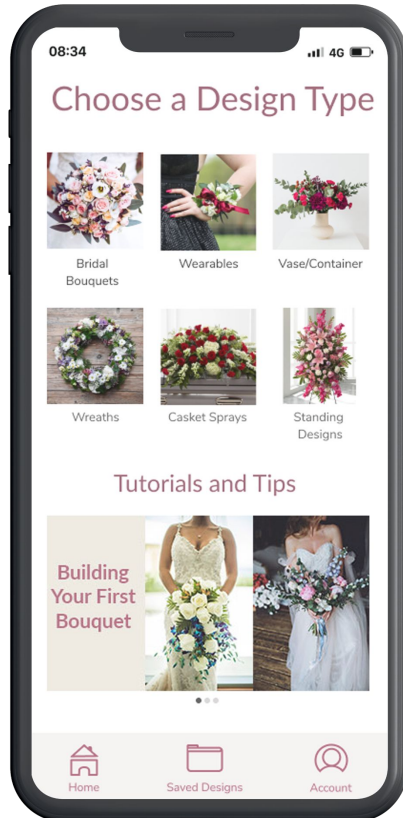 08:34
4G
Choose a Design Type
Bridal
Bouquets
Wearables
Vase/Container
Wreaths
Casket Sprays
Standing
Designs
Tutorials and Tips
Building
Your First
Bouquet
Home
Saved Designs
Account